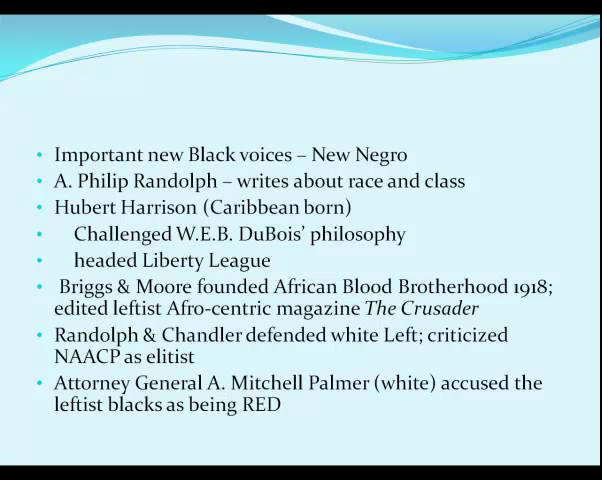 • Important new Black voices – New Negro
• A. Philip Randolph – writes about race and class
• Hubert Harrison (Caribbean born)
• Challenged W.E.B. DuBois’ philosophy
• headed Liberty League
• Briggs & Moore founded African Blood Brotherhood 1918;
edited leftist Afro-centric magazine The Crusader
• Randolph & Chandler defended white Left; criticized
NAACP as elitist
• Attorney General A. Mitchell Palmer (white) accused the
leftist blacks as being RED